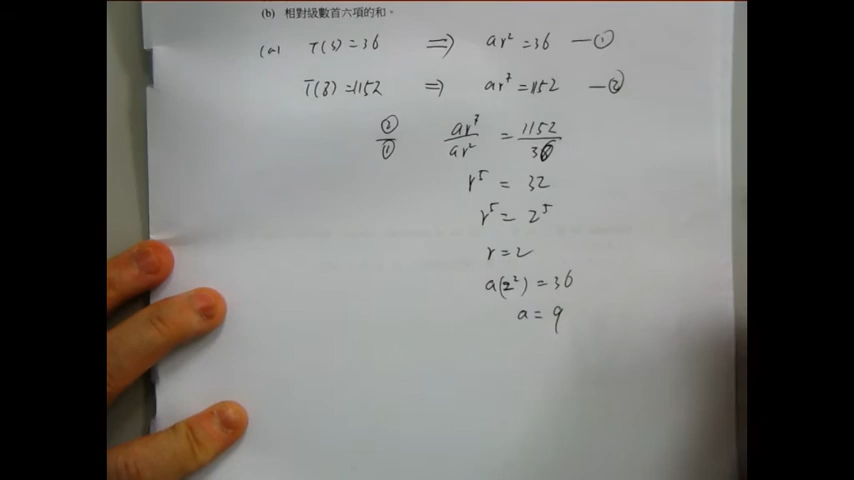 (b) 相對級數首六項的和。
(a) T(3)=36 ⟹ ar²=36 —①
T(8)=1152 ⟹ ar⁷=1152 —②
②/① ar⁷/ar² = 1152/36
r⁵ = 32
r⁵ = 2⁵
r=2
a(2²)=36
a=9